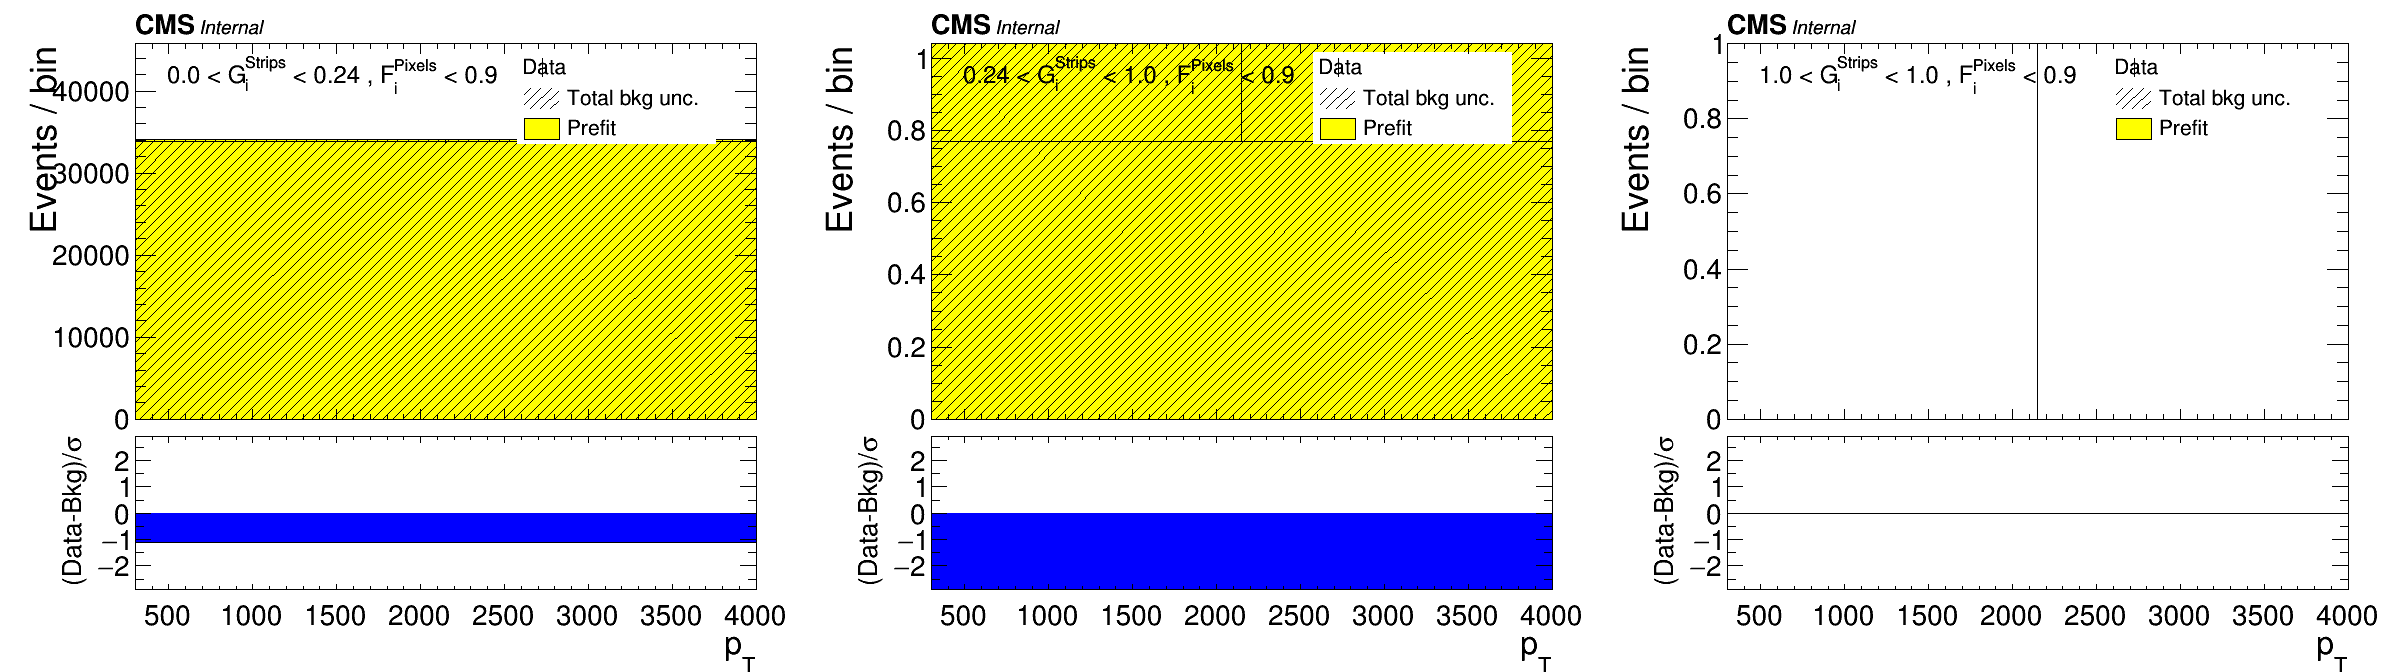 CMS Internal
Events / bin
0.0 < G_i^Strips < 0.24 , F_i^Pixels < 0.9
Data
Total bkg unc.
Prefit
40000
30000
20000
10000
0
(Data-Bkg)/σ
2
1
0
−1
−2
500 1000 1500 2000 2500 3000 3500 4000
p_T
CMS Internal
Events / bin
0.24 < G_i^Strips < 1.0 , F_i^Pixels < 0.9
Data
Total bkg unc.
Prefit
1
0.8
0.6
0.4
0.2
0
(Data-Bkg)/σ
2
1
0
−1
−2
500 1000 1500 2000 2500 3000 3500 4000
p_T
CMS Internal
Events / bin
1.0 < G_i^Strips < 1.0 , F_i^Pixels < 0.9
Data
Total bkg unc.
Prefit
1
0.8
0.6
0.4
0.2
0
(Data-Bkg)/σ
2
1
0
−1
−2
500 1000 1500 2000 2500 3000 3500 4000
p_T